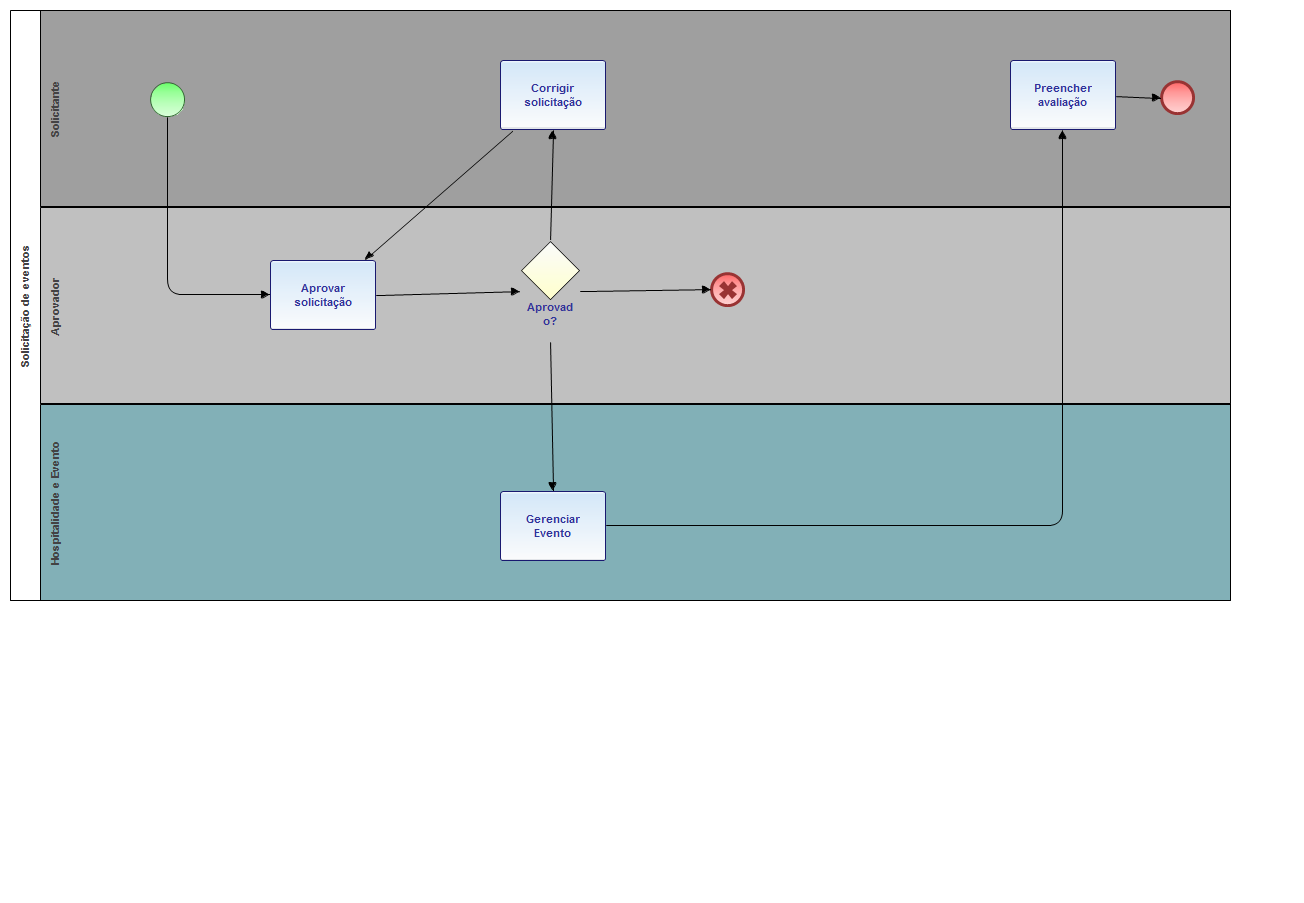 Solicitação de eventos
Solicitante
Corrigir
solicitação
Preencher
avaliação
Aprovador
Aprovar
solicitação
Aprovad
o?
Hospitalidade e Evento
Gerenciar
Evento